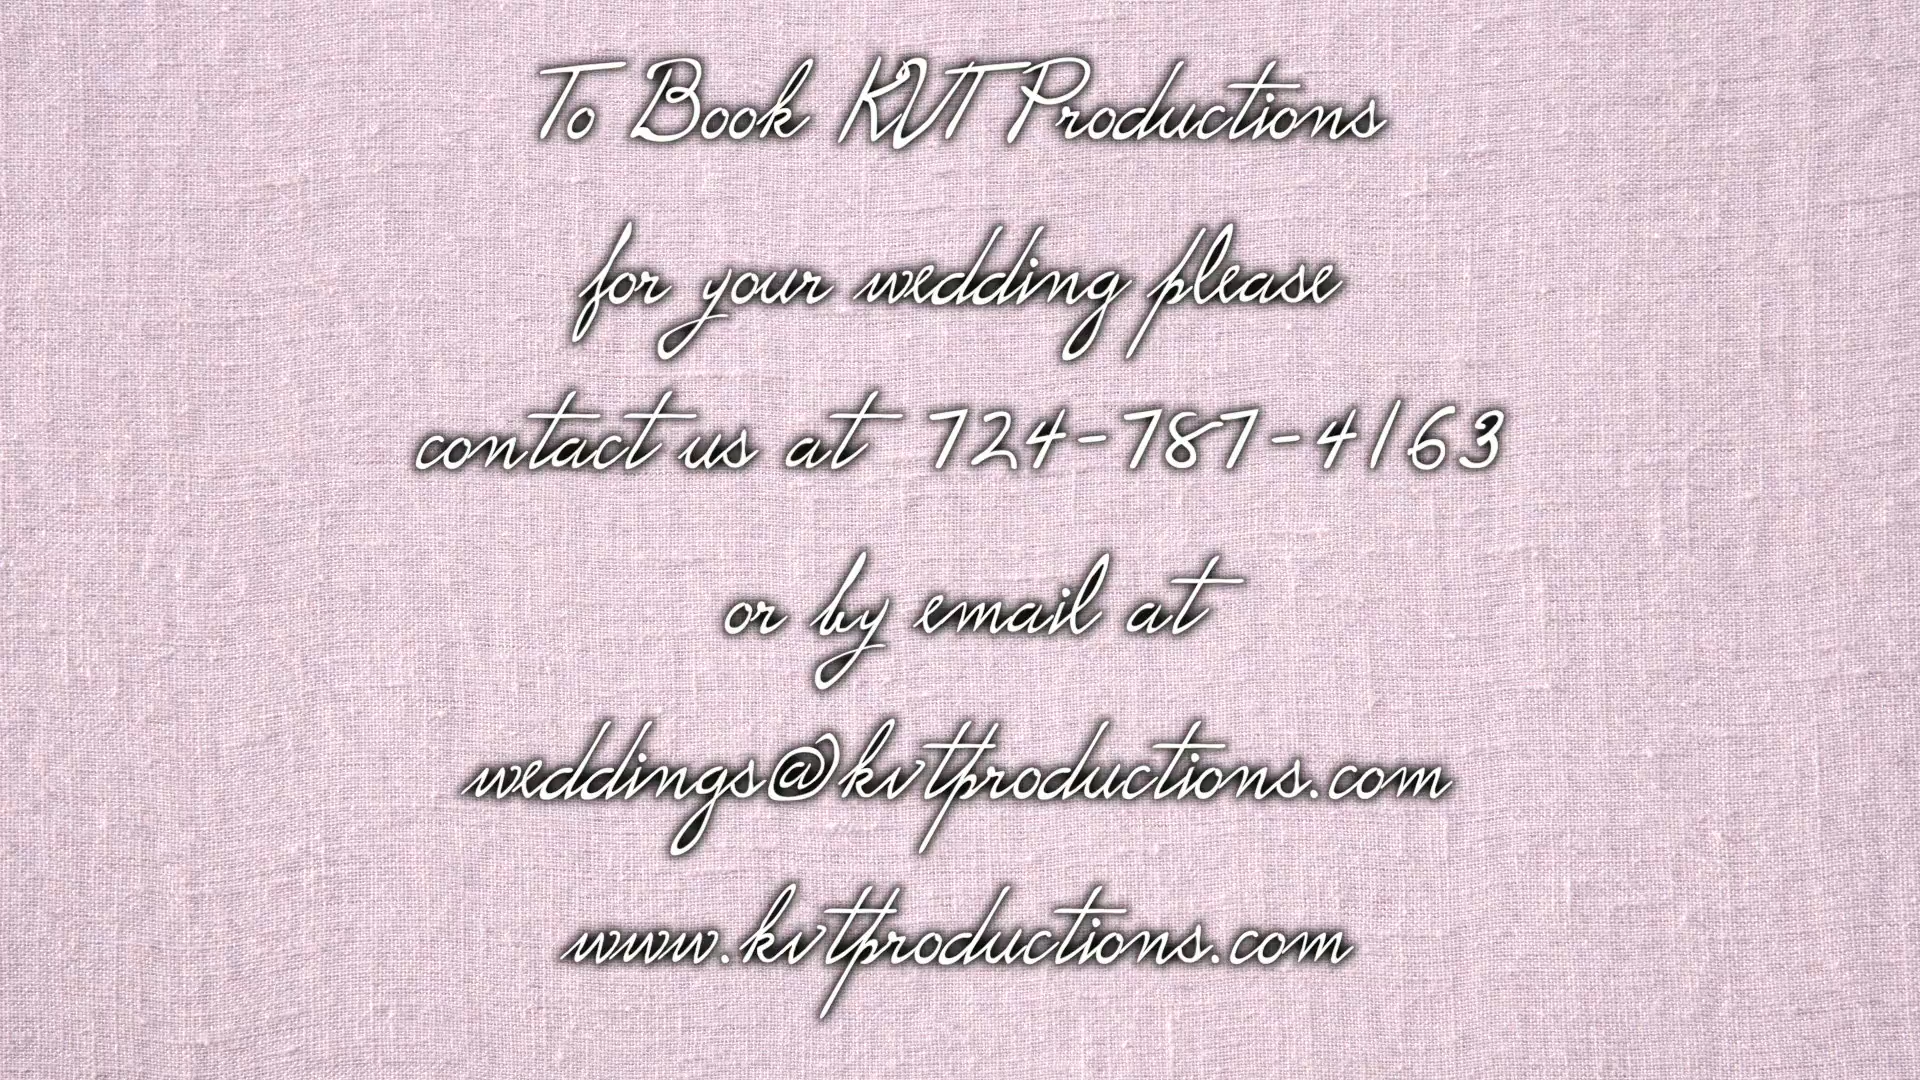 To Book KVT Productions
for your wedding please
contact us at 724-787-4163
or by email at
weddings@kvtproductions.com
www.kvtproductions.com